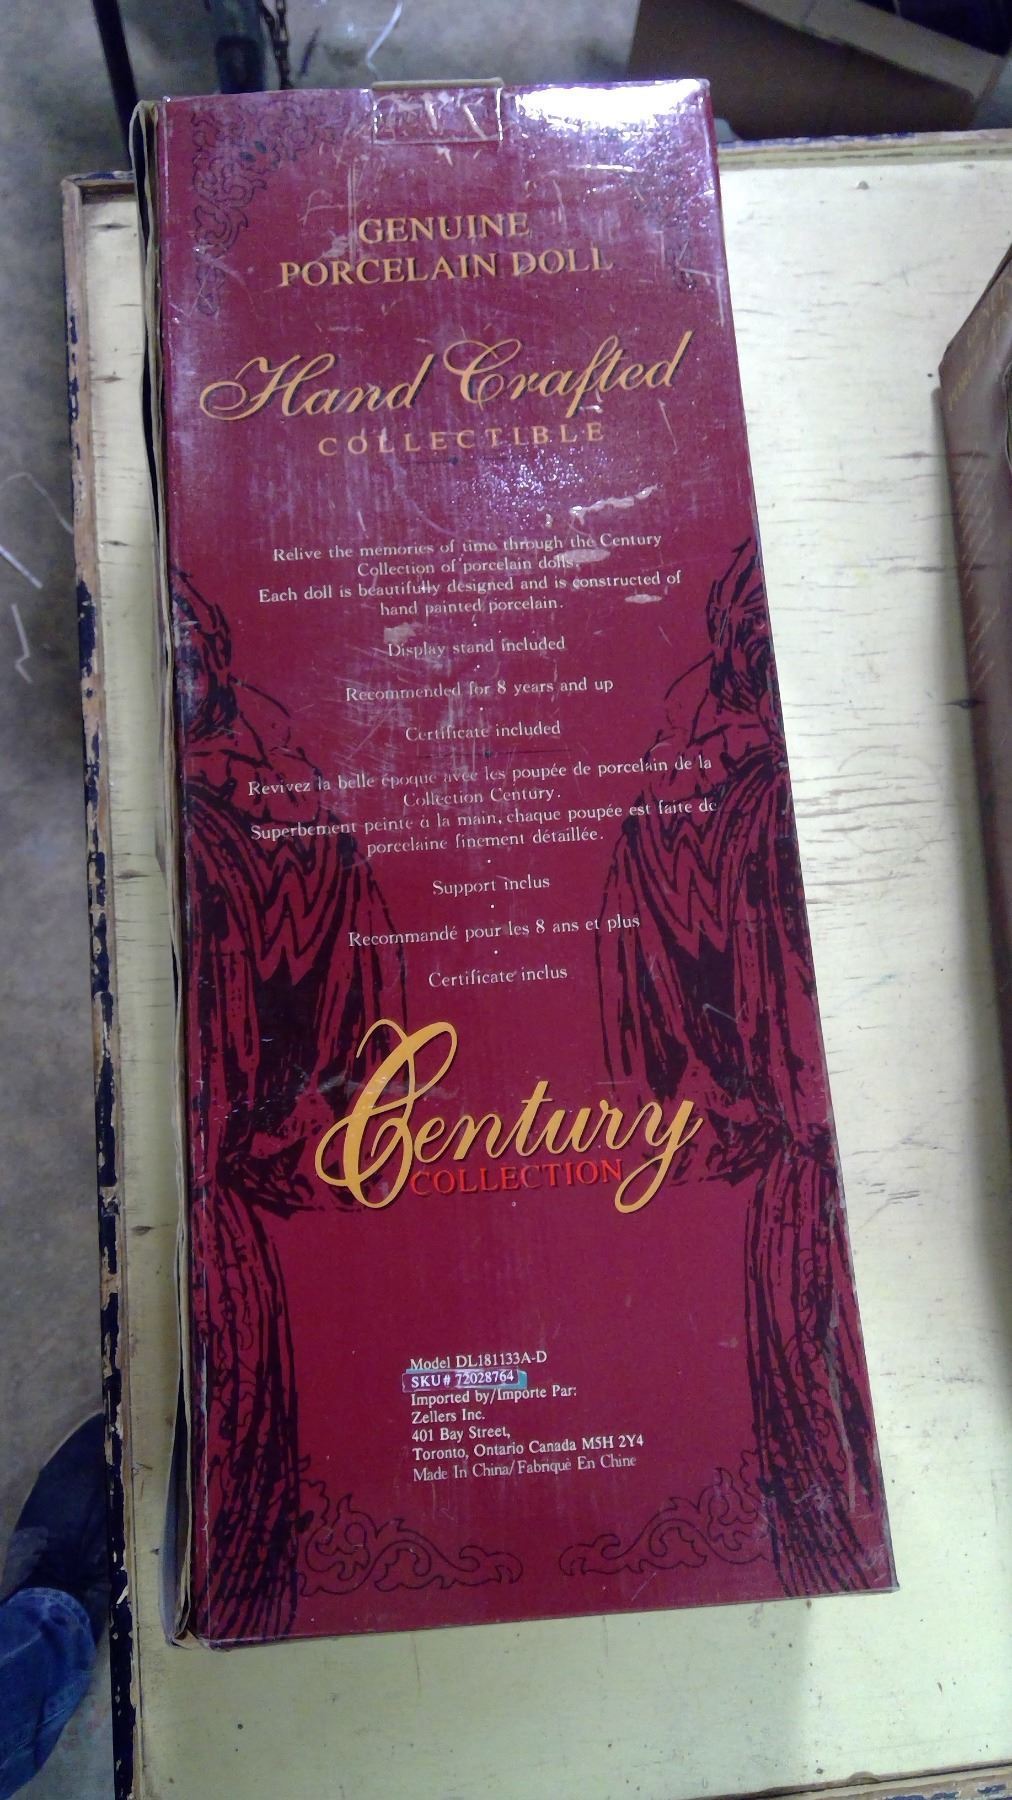 GENUINE
PORCELAIN DOLL
Hand Crafted
COLLECTIBLE
Relive the memories of time through the Century
Collection of porcelain dolls.
Each doll is beautifully designed and is constructed of
hand painted porcelain.
Display stand included
Recommended for 8 years and up
Certificate included
Revivez la belle époque avec les poupée de porcelain de la
Collection Century.
Superbement peinte à la main, chaque poupée est faite de
porcelaine finement détaillée.
Support inclus
Recommandé pour les 8 ans et plus
Certificate inclus
Century
COLLECTION
Model DL181133A-D
SKU# 72028764
Imported by/Importe Par:
Zellers Inc.
401 Bay Street,
Toronto, Ontario Canada M5H 2Y4
Made In China/Fabriqué En Chine